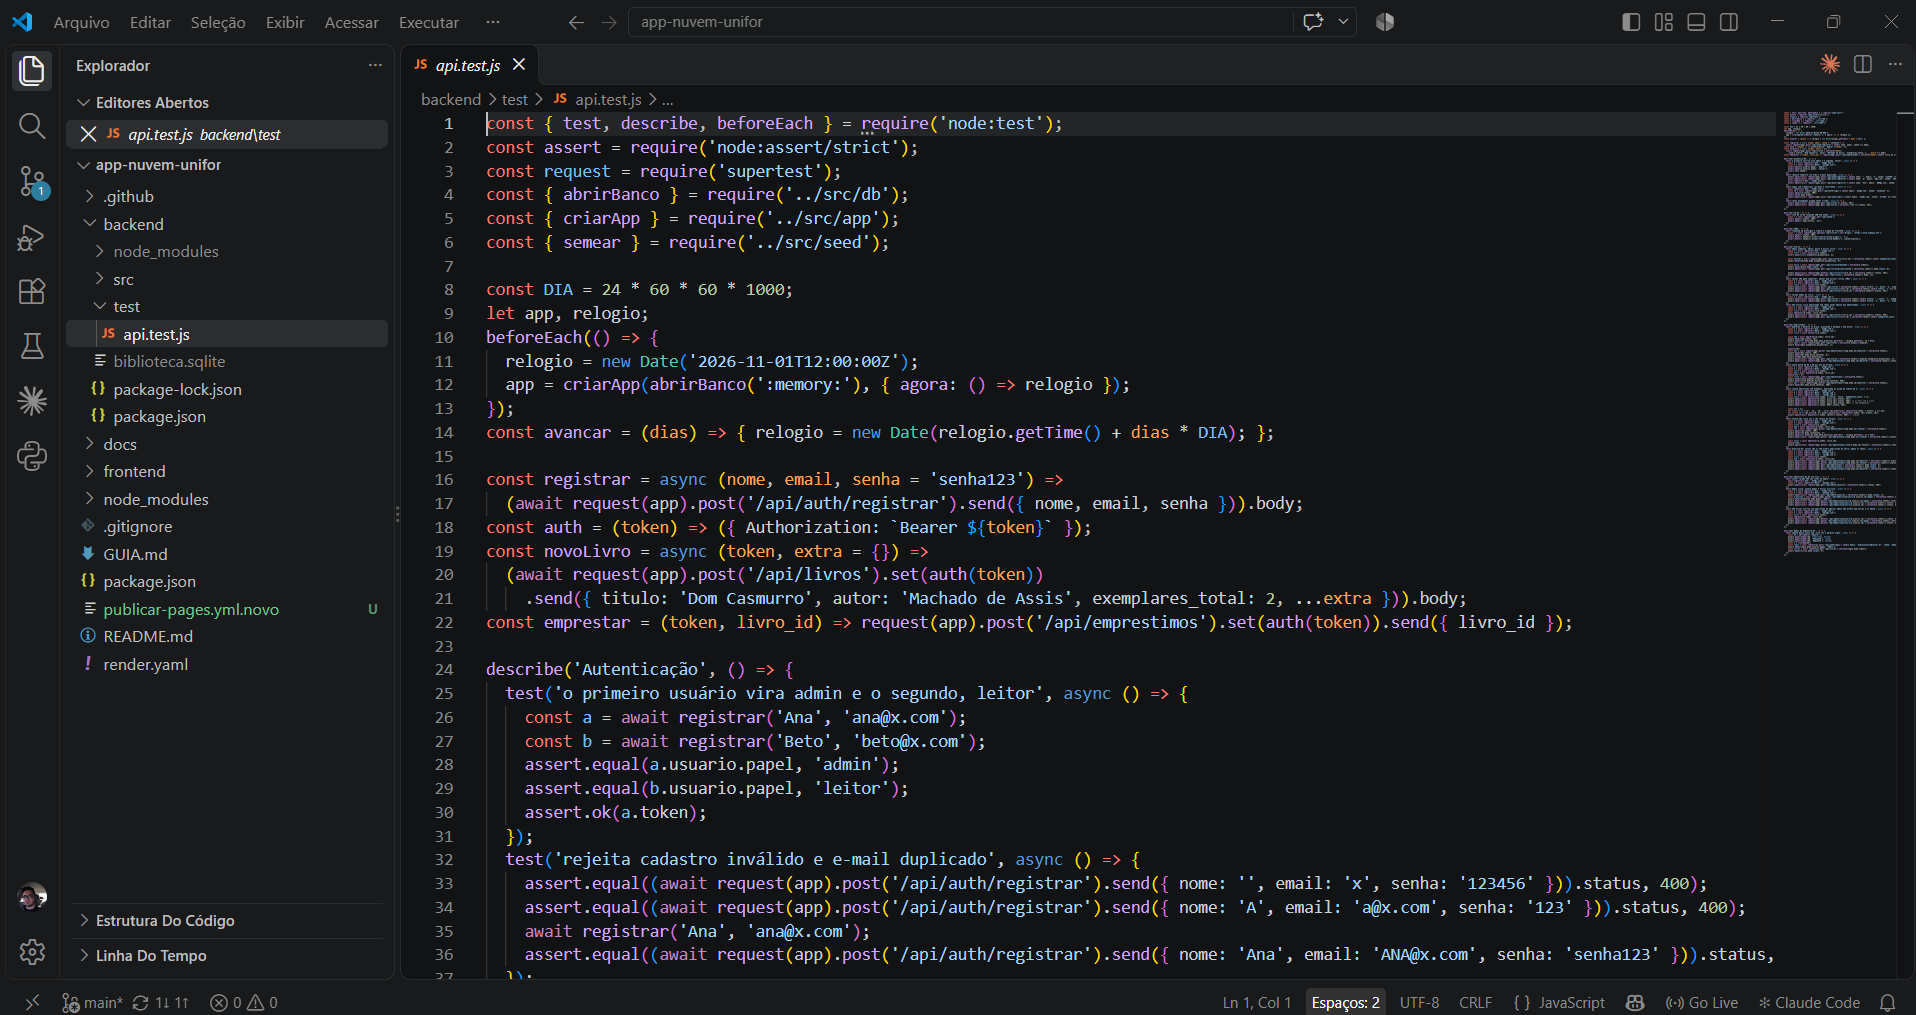 Arquivo Editar Seleção Exibir Acessar Executar ··· app-nuvem-unifor
Explorador
Editores Abertos
JS api.test.js backend\test
app-nuvem-unifor
.github
backend
node_modules
src
test
JS api.test.js
biblioteca.sqlite
{} package-lock.json
{} package.json
docs
frontend
node_modules
.gitignore
GUIA.md
{} package.json
publicar-pages.yml.novo U
README.md
! render.yaml
Estrutura Do Código
Linha Do Tempo
1
JS api.test.js
backend > test > JS api.test.js > ...
1 const { test, describe, beforeEach } = require('node:test');
2 const assert = require('node:assert/strict');
3 const request = require('supertest');
4 const { abrirBanco } = require('../src/db');
5 const { criarApp } = require('../src/app');
6 const { semear } = require('../src/seed');
7
8 const DIA = 24 * 60 * 60 * 1000;
9 let app, relogio;
10 beforeEach(() => {
11 relogio = new Date('2026-11-01T12:00:00Z');
12 app = criarApp(abrirBanco(':memory:'), { agora: () => relogio });
13 });
14 const avancar = (dias) => { relogio = new Date(relogio.getTime() + dias * DIA); };
15
16 const registrar = async (nome, email, senha = 'senha123') =>
17 (await request(app).post('/api/auth/registrar').send({ nome, email, senha })).body;
18 const auth = (token) => ({ Authorization: `Bearer ${token}` });
19 const novoLivro = async (token, extra = {}) =>
20 (await request(app).post('/api/livros').set(auth(token))
21 .send({ titulo: 'Dom Casmurro', autor: 'Machado de Assis', exemplares_total: 2, ...extra })).body;
22 const emprestar = (token, livro_id) => request(app).post('/api/emprestimos').set(auth(token)).send({ livro_id });
23
24 describe('Autenticação', () => {
25 test('o primeiro usuário vira admin e o segundo, leitor', async () => {
26 const a = await registrar('Ana', 'ana@x.com');
27 const b = await registrar('Beto', 'beto@x.com');
28 assert.equal(a.usuario.papel, 'admin');
29 assert.equal(b.usuario.papel, 'leitor');
30 assert.ok(a.token);
31 });
32 test('rejeita cadastro inválido e e-mail duplicado', async () => {
33 assert.equal((await request(app).post('/api/auth/registrar').send({ nome: '', email: 'x', senha: '123456' })).status, 400);
34 assert.equal((await request(app).post('/api/auth/registrar').send({ nome: 'A', email: 'a@x.com', senha: '123' })).status, 400);
35 await registrar('Ana', 'ana@x.com');
36 assert.equal((await request(app).post('/api/auth/registrar').send({ nome: 'Ana', email: 'ANA@x.com', senha: 'senha123' })).status,
37 });
main* 1↓ 1↑ 0 0 Ln 1, Col 1 Espaços: 2 UTF-8 CRLF {} JavaScript Go Live Claude Code